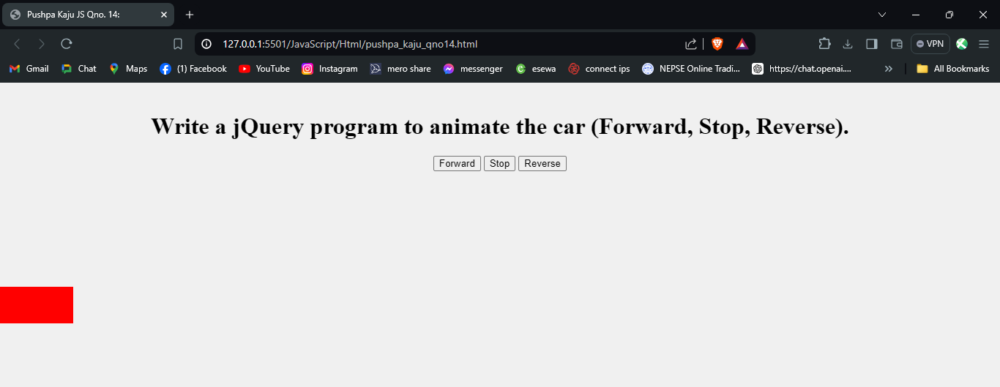 Pushpa Kaju JS Qno. 14:
127.0.0.1:5501/JavaScript/Html/pushpa_kaju_qno14.html
VPN
Gmail Chat Maps (1) Facebook YouTube Instagram mero share messenger esewa connect ips NEPSE Online Tradi... https://chat.openai.... » All Bookmarks
Write a jQuery program to animate the car (Forward, Stop, Reverse).
Forward Stop Reverse